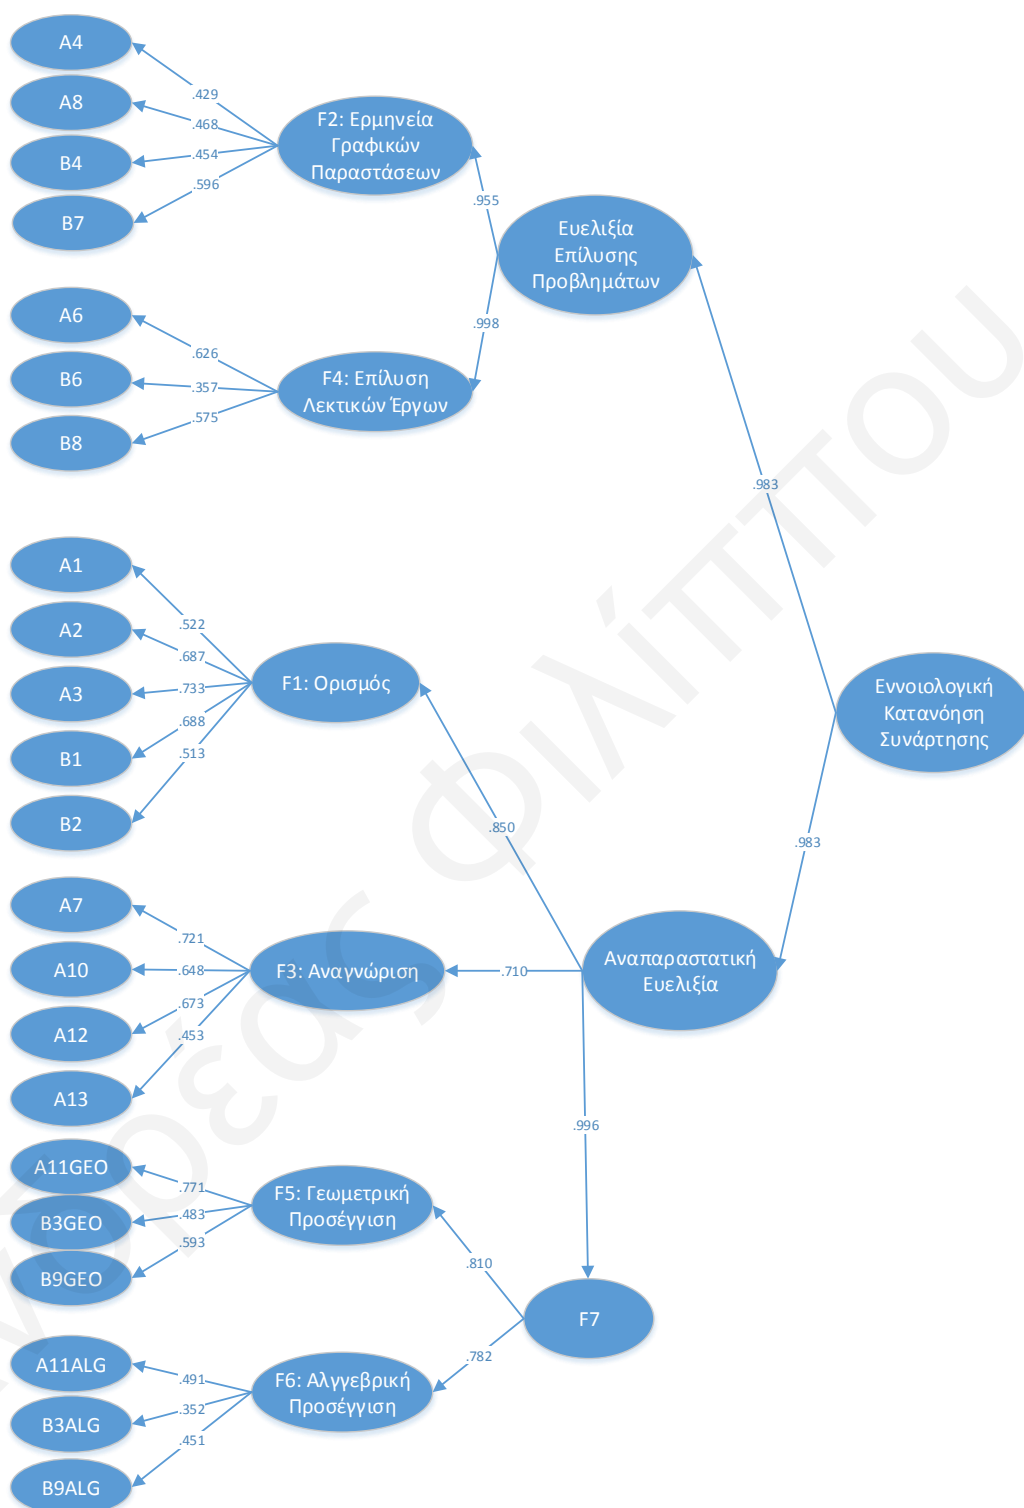 A4
A8
B4
B7
.429
.468
.454
.596
F2: Ερμηνεία
Γραφικών
Παραστάσεων
.955
Ευελιξία
Επίλυσης
Προβλημάτων
A6
B6
B8
.626
.357
.575
F4: Επίλυση
Λεκτικών Έργων
.998
.983
A1
A2
A3
B1
B2
.522
.687
.733
.688
.513
F1: Ορισμός
.850
Εννοιολογική
Κατανόηση
Συνάρτησης
.983
A7
A10
A12
A13
.721
.648
.673
.453
F3: Αναγνώριση
.710
Αναπαραστατική
Ευελιξία
.996
A11GEO
B3GEO
B9GEO
.771
.483
.593
F5: Γεωμετρική
Προσέγγιση
.810
F7
.782
A11ALG
B3ALG
B9ALG
.491
.352
.451
F6: Αλγγεβρική
Προσέγγιση
Φιλίππου